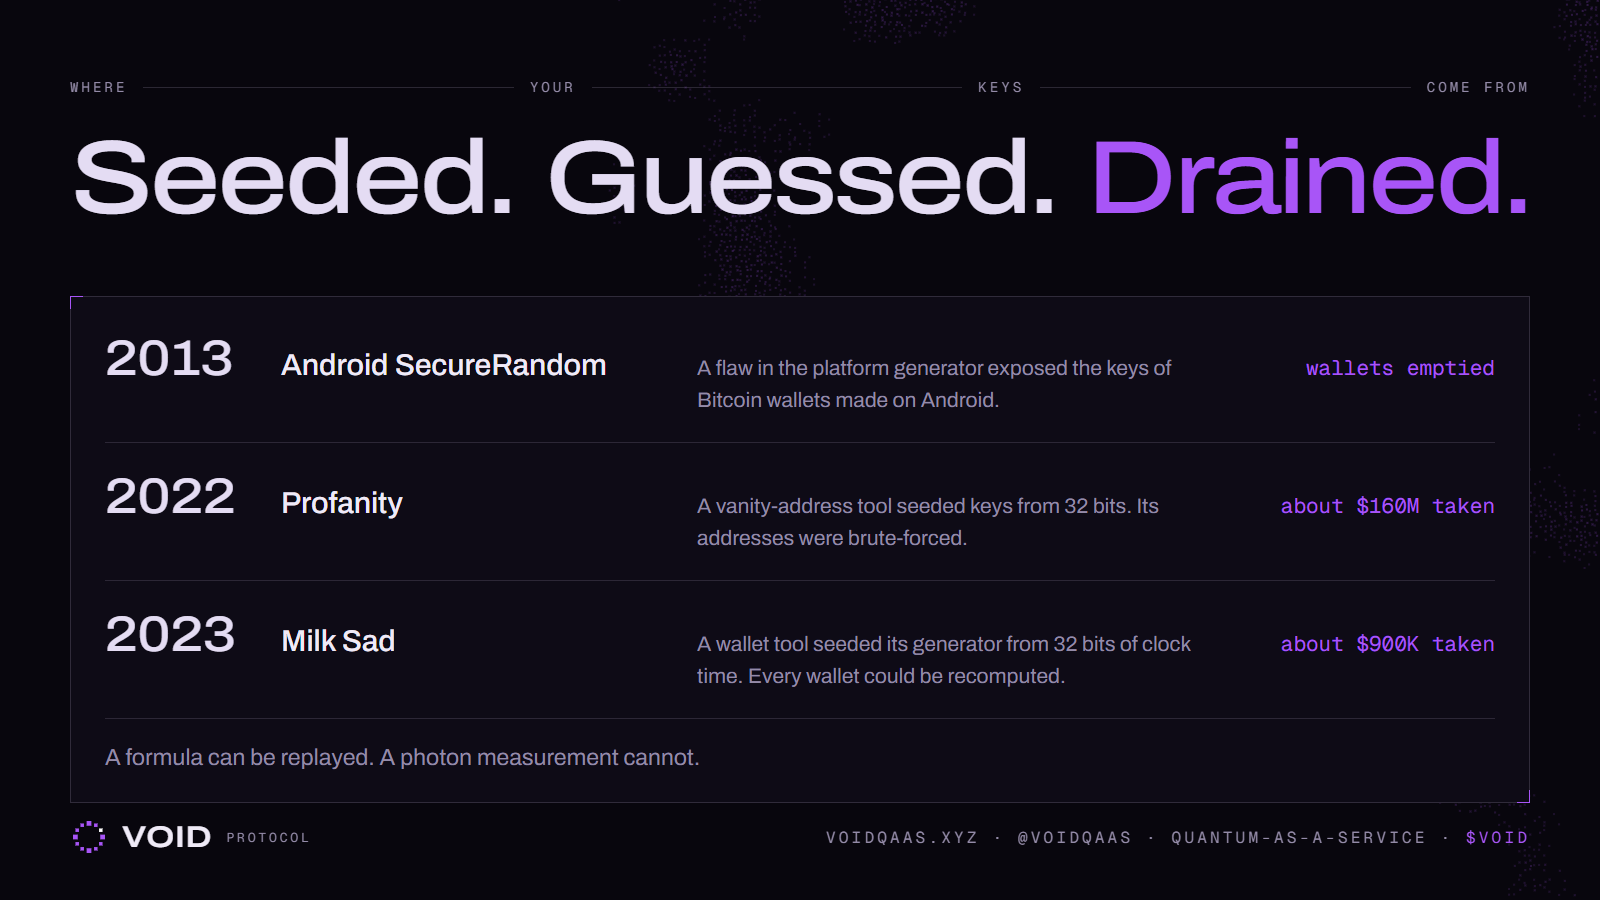 WHERE YOUR KEYS COME FROM
Seeded. Guessed. Drained.
2013 Android SecureRandom A flaw in the platform generator exposed the keys of wallets emptied
Bitcoin wallets made on Android.
2022 Profanity A vanity-address tool seeded keys from 32 bits. Its about $160M taken
addresses were brute-forced.
2023 Milk Sad A wallet tool seeded its generator from 32 bits of clock about $900K taken
time. Every wallet could be recomputed.
A formula can be replayed. A photon measurement cannot.
VOID PROTOCOL VOIDQAAS.XYZ · @VOIDQAAS · QUANTUM-AS-A-SERVICE · $VOID